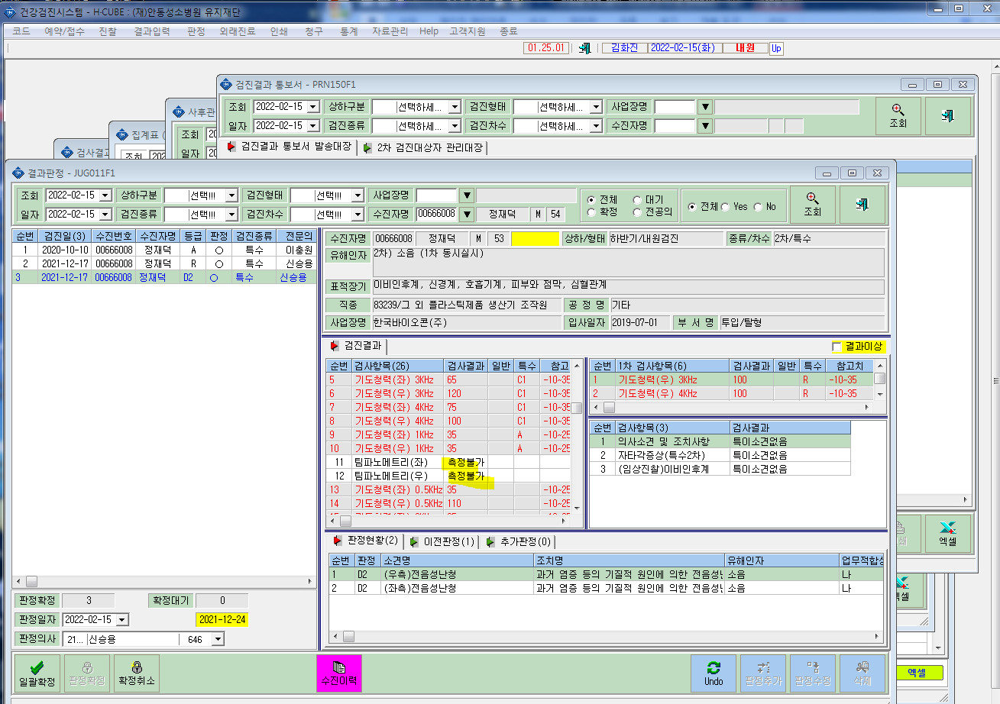 건강검진시스템 - H-CUBE : (재)안동성소병원 유지재단
코드 예약/접수 진찰 결과입력 판정 외래진료 인쇄 청구 통계 자료관리 Help 고객지원 종료
01.25.01 김화진 2022-02-15(화) 내원 Up
검진결과 통보서 - PRN150F1
조회 2022-02-15 상하구분 선택하세... 검진형태 선택하세... 사업장명 조회
일자 2022-02-15 검진종류 선택하세... 검진차수 선택하세... 수진자명
검진결과 통보서 발송대장 2차 검진대상자 관리대장
사후관
조회
일자
집계표 (
조회 202
검사결고
결과판정 - JUG011F1
조회 2022-02-15 상하구분 선택!!! 검진형태 선택!!! 사업장명 전체 대기 전체 Yes No 조회
일자 2022-02-15 검진종류 선택!!! 검진차수 선택!!! 수진자명 00666008 정재덕 M 54 확정 전공의
순번 검진일(3) 수진번호 수진자명 등급 판정 검진종류 전문의
1 2020-10-10 00666008 정재덕 A ○ 특수 이충원
2 2021-12-17 00666008 정재덕 R ○ 특수 신승용
3 2021-12-17 00666008 정재덕 D2 ○ 특수 신승용
수진자명 00666008 정재덕 M 53 상하/형태 하반기/내원검진 종류/차수 2차/특수
유해인자 2차) 소음 (1차 동시실시)
표적장기 이비인후계, 신경계, 호흡기계, 피부와 점막, 심혈관계
직종 83239/그 외 플라스틱제품 생산기 조작원 공 정 명 기타
사업장명 한국바이오콘(주) 입사일자 2019-07-01 부 서 명 투입/탈형
검진결과 결과이상
순번 검사항목(26) 검사결과 일반 특수 참고
5 기도청력(좌) 3KHz 65 C1 -10~35
6 기도청력(우) 3KHz 120 C1 -10~35
7 기도청력(좌) 4KHz 75 C1 -10~35
8 기도청력(우) 4KHz 100 C1 -10~35
9 기도청력(좌) 1KHz 35 A -10~25
10 기도청력(우) 1KHz 35 A -10~25
11 팀파노메트리(좌) 측정불가
12 팀파노메트리(우) 측정불가
13 기도청력(좌) 0.5KHz 35 -10~25
14 기도청력(우) 0.5KHz 110 -10~25
순번 1차 검사항목(6) 검사결과 일반 특수 참고치
1 기도청력(우) 3KHz 100 R -10~35
2 기도청력(우) 4KHz 100 R -10~35
순번 검사항목(3) 검사결과
1 의사소견 및 조치사항 특이소견없음
2 자타각증상(특수2차) 특이소견없음
3 (임상진찰)이비인후계 특이소견없음
판정현황(2) 이전판정(1) 추가판정(0)
순번 판정 소견명 조치명 유해인자 업무적합성
1 D2 (우측)전음성난청 과거 염증 등의 기질적 원인에 의한 전음성난 소음 나
2 D2 (좌측)전음성난청 과거 염증 등의 기질적 원인에 의한 전음성난 소음 나
판정확정 3 확정대기 0
판정일자 2022-02-15 2021-12-24
판정의사 21... 신승용 646
일괄확정 판정확정 확정취소 수진이력 Undo 판정추가 판정수정 삭제
엑셀
엑셀
엑셀